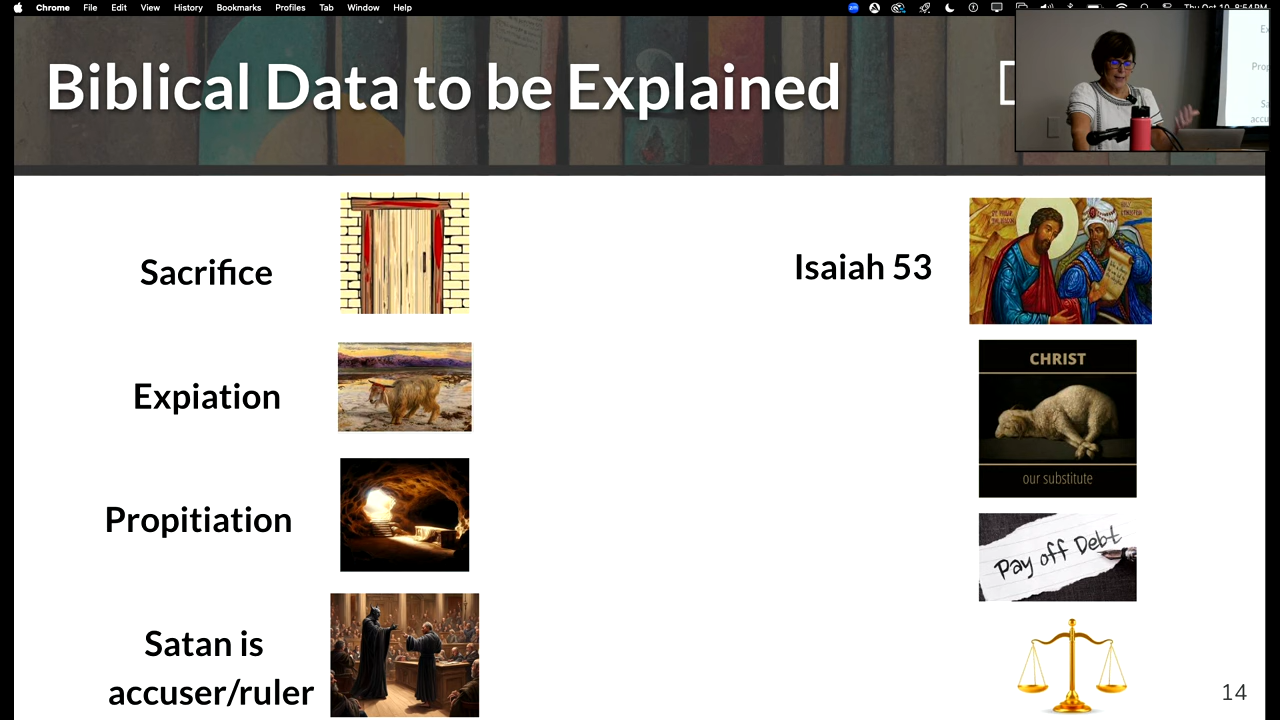 Chrome File Edit View History Bookmarks Profiles Tab Window Help
Biblical Data to be Explained
Sacrifice
Expiation
Propitiation
Satan is
accuser/ruler
Isaiah 53
CHRIST
our substitute
Pay off Debt
14